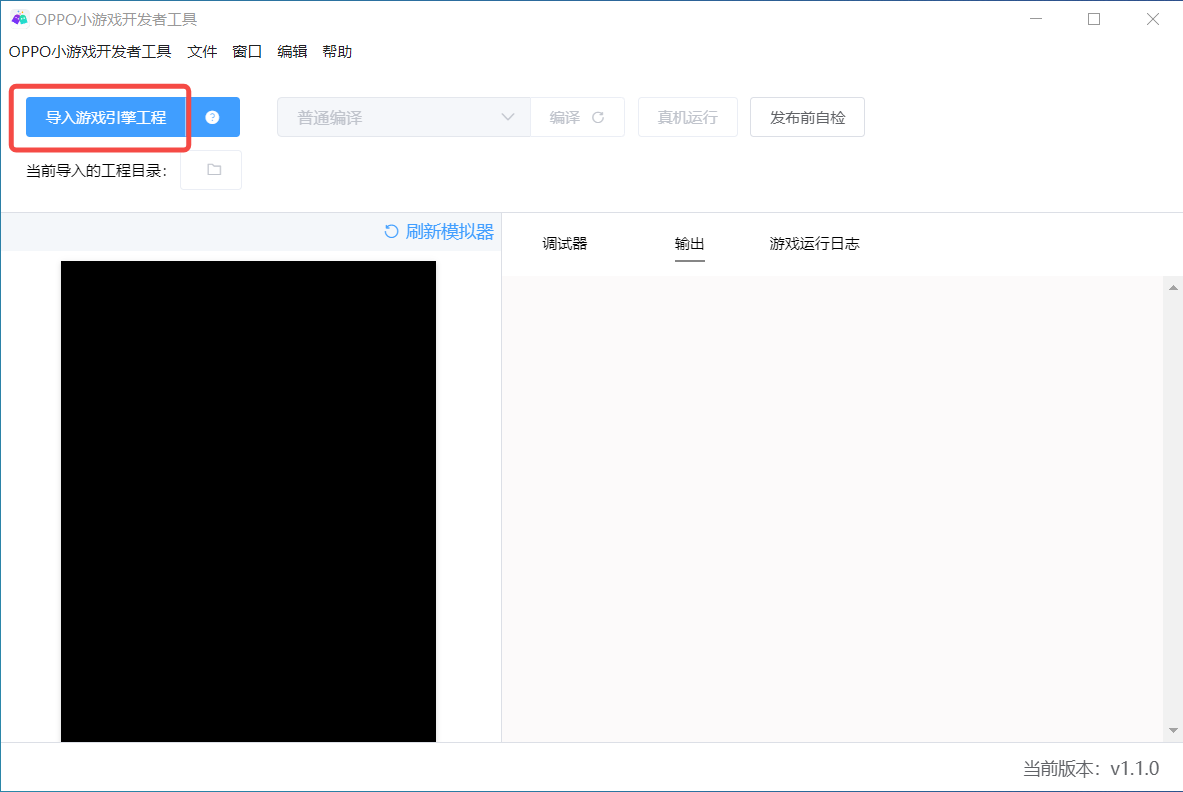 OPPO小游戏开发者工具
OPPO小游戏开发者工具 文件 窗口 编辑 帮助
导入游戏引擎工程 ? 普通编译 编译 真机运行 发布前自检
当前导入的工程目录：
刷新模拟器
调试器 输出 游戏运行日志
当前版本：v1.1.0